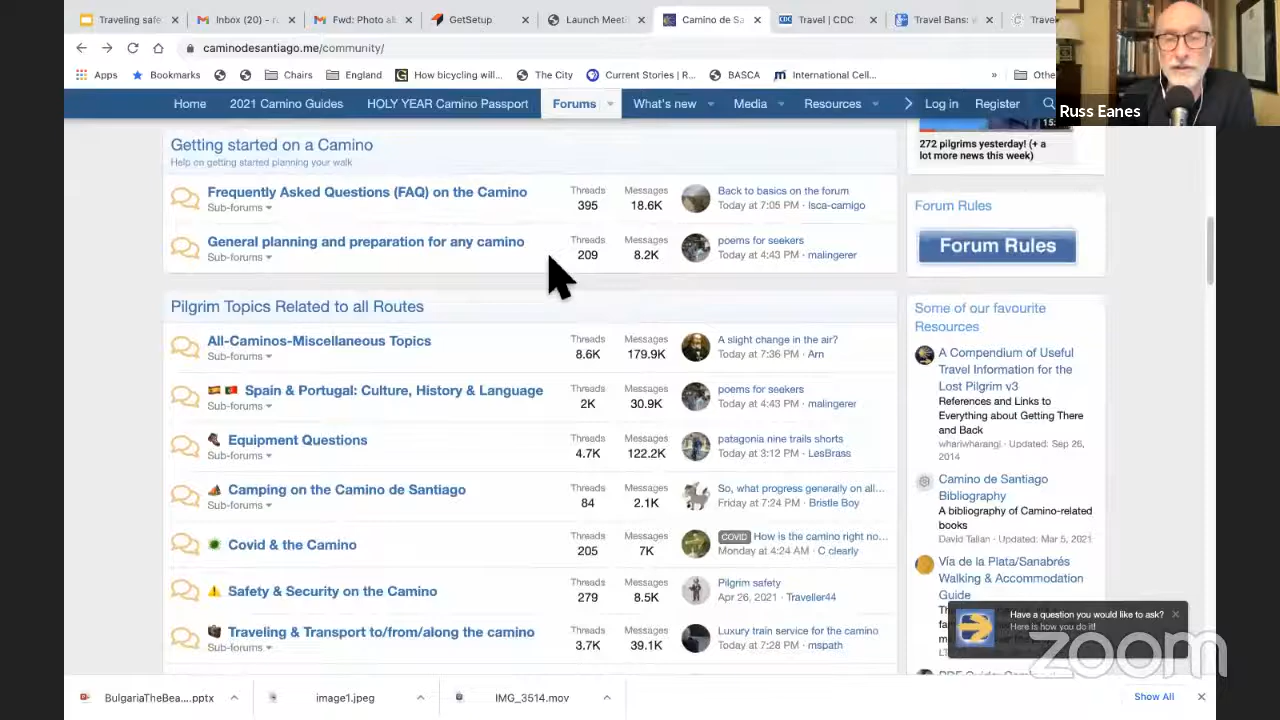 Traveling safe
Inbox (20) - r
Fwd: Photo al
GetSetup
Launch Meeti
Camino de Sa
CDC
Travel | CDC
Travel Bans: w
Trave
caminodesantiago.me/community/
Apps
Bookmarks
Chairs
England
How bicycling will...
The City
Current Stories | R...
BASCA
International Cell...
»
Othe
Russ Eanes
Home
2021 Camino Guides
HOLY YEAR Camino Passport
Forums
What's new
Media
Resources
Log in
Register
Getting started on a Camino
Help on getting started planning your walk
Frequently Asked Questions (FAQ) on the Camino
Sub-forums
Threads
395
Messages
18.6K
Back to basics on the forum
Today at 7:05 PM · isca-camigo
General planning and preparation for any camino
Sub-forums
Threads
209
Messages
8.2K
poems for seekers
Today at 4:43 PM · malingerer
Pilgrim Topics Related to all Routes
All-Caminos-Miscellaneous Topics
Sub-forums
Threads
8.6K
Messages
179.9K
A slight change in the air?
Today at 7:36 PM · Arn
Spain & Portugal: Culture, History & Language
Sub-forums
Threads
2K
Messages
30.9K
poems for seekers
Today at 4:43 PM · malingerer
Equipment Questions
Sub-forums
Threads
4.7K
Messages
122.2K
patagonia nine trails shorts
Today at 3:12 PM · LesBrass
Camping on the Camino de Santiago
Sub-forums
Threads
84
Messages
2.1K
So, what progress generally on all...
Friday at 7:24 PM · Bristle Boy
Covid & the Camino
Threads
205
Messages
7K
COVID How is the camino right no...
Monday at 4:24 AM · C clearly
Safety & Security on the Camino
Threads
279
Messages
8.5K
Pilgrim safety
Apr 26, 2021 · Traveller44
Traveling & Transport to/from/along the camino
Sub-forums
Threads
3.7K
Messages
39.1K
Luxury train service for the camino
Today at 7:28 PM · mspath
15:
272 pilgrims yesterday! (+ a
lot more news this week)
Forum Rules
Forum Rules
Some of our favourite
Resources
A Compendium of Useful
Travel Information for the
Lost Pilgrim v3
References and Links to
Everything about Getting There
and Back
whariwharangi · Updated: Sep 26,
2014
Camino de Santiago
Bibliography
A bibliography of Camino-related
books
David Tallan · Updated: Mar 5, 2021
Vía de la Plata/Sanabrés
Walking & Accommodation
Guide
Have a question you would like to ask?
Here is how you do it!
zoom
BulgariaTheBea....pptx
image1.jpeg
IMG_3514.mov
Show All